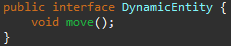 public interface DynamicEntity {
    void move();
}